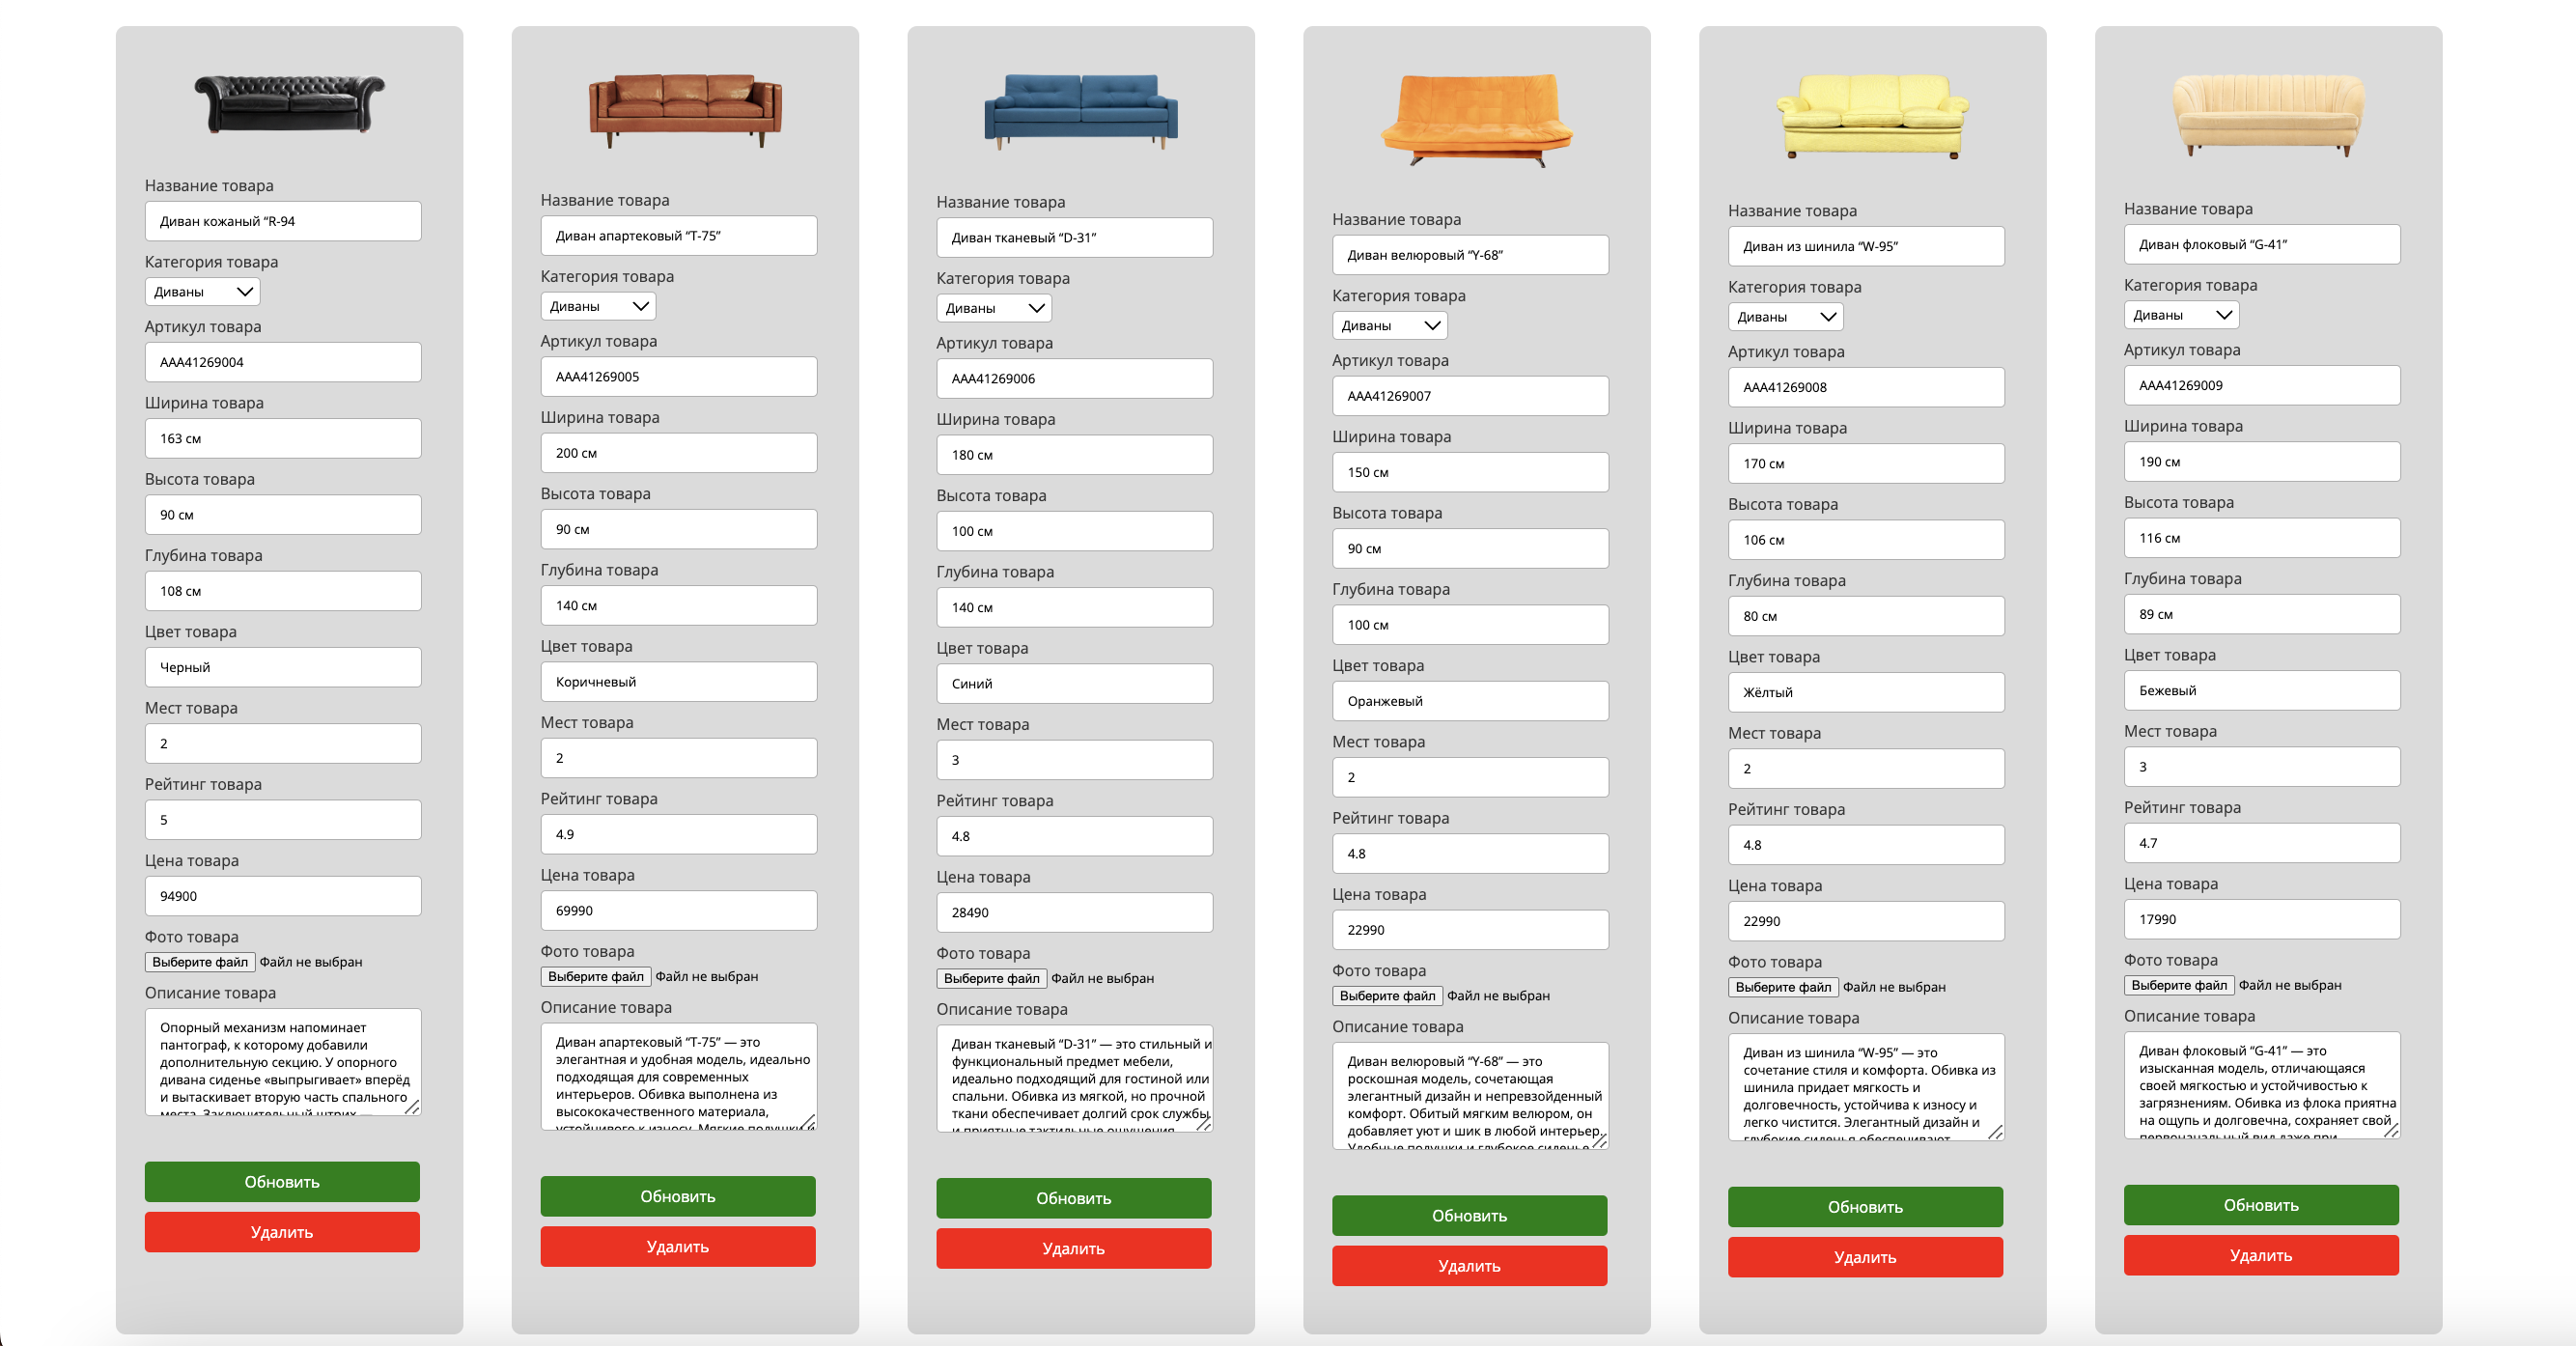 Название товара
Диван кожаный “R-94
Категория товара
Диваны
Артикул товара
AAA41269004
Ширина товара
163 см
Высота товара
90 см
Глубина товара
108 см
Цвет товара
Черный
Мест товара
2
Рейтинг товара
5
Цена товара
94900
Фото товара
Выберите файл Файл не выбран
Описание товара
Опорный механизм напоминает
пантограф, к которому добавили
дополнительную секцию. У опорного
дивана сиденье «выпрыгивает» вперёд
и вытаскивает вторую часть спального
места. Заключительный штрих —
Обновить
Удалить
Название товара
Диван апартековый “T-75”
Категория товара
Диваны
Артикул товара
AAA41269005
Ширина товара
200 см
Высота товара
90 см
Глубина товара
140 см
Цвет товара
Коричневый
Мест товара
2
Рейтинг товара
4.9
Цена товара
69990
Фото товара
Выберите файл Файл не выбран
Описание товара
Диван апартековый “T-75” — это
элегантная и удобная модель, идеально
подходящая для современных
интерьеров. Обивка выполнена из
высококачественного материала,
устойчивого к износу. Мягкие подушки и
Обновить
Удалить
Название товара
Диван тканевый “D-31”
Категория товара
Диваны
Артикул товара
AAA41269006
Ширина товара
180 см
Высота товара
100 см
Глубина товара
140 см
Цвет товара
Синий
Мест товара
3
Рейтинг товара
4.8
Цена товара
28490
Фото товара
Выберите файл Файл не выбран
Описание товара
Диван тканевый “D-31” — это стильный и
функциональный предмет мебели,
идеально подходящий для гостиной или
спальни. Обивка из мягкой, но прочной
ткани обеспечивает долгий срок службы
и приятные тактильные ощущения.
Обновить
Удалить
Название товара
Диван велюровый “Y-68”
Категория товара
Диваны
Артикул товара
AAA41269007
Ширина товара
150 см
Высота товара
90 см
Глубина товара
100 см
Цвет товара
Оранжевый
Мест товара
2
Рейтинг товара
4.8
Цена товара
22990
Фото товара
Выберите файл Файл не выбран
Описание товара
Диван велюровый “Y-68” — это
роскошная модель, сочетающая
элегантный дизайн и непревзойденный
комфорт. Обитый мягким велюром, он
добавляет уют и шик в любой интерьер.
Удобные подушки и глубокое сиденье
Обновить
Удалить
Название товара
Диван из шинила “W-95”
Категория товара
Диваны
Артикул товара
AAA41269008
Ширина товара
170 см
Высота товара
106 см
Глубина товара
80 см
Цвет товара
Жёлтый
Мест товара
2
Рейтинг товара
4.8
Цена товара
22990
Фото товара
Выберите файл Файл не выбран
Описание товара
Диван из шинила “W-95” — это
сочетание стиля и комфорта. Обивка из
шинила придает мягкость и
долговечность, устойчива к износу и
легко чистится. Элегантный дизайн и
глубокие сиденья обеспечивают
Обновить
Удалить
Название товара
Диван флоковый “G-41”
Категория товара
Диваны
Артикул товара
AAA41269009
Ширина товара
190 см
Высота товара
116 см
Глубина товара
89 см
Цвет товара
Бежевый
Мест товара
3
Рейтинг товара
4.7
Цена товара
17990
Фото товара
Выберите файл Файл не выбран
Описание товара
Диван флоковый “G-41” — это
изысканная модель, отличающаяся
своей мягкостью и устойчивостью к
загрязнениям. Обивка из флока приятна
на ощупь и долговечна, сохраняет свой
первоначальный вид даже при
Обновить
Удалить